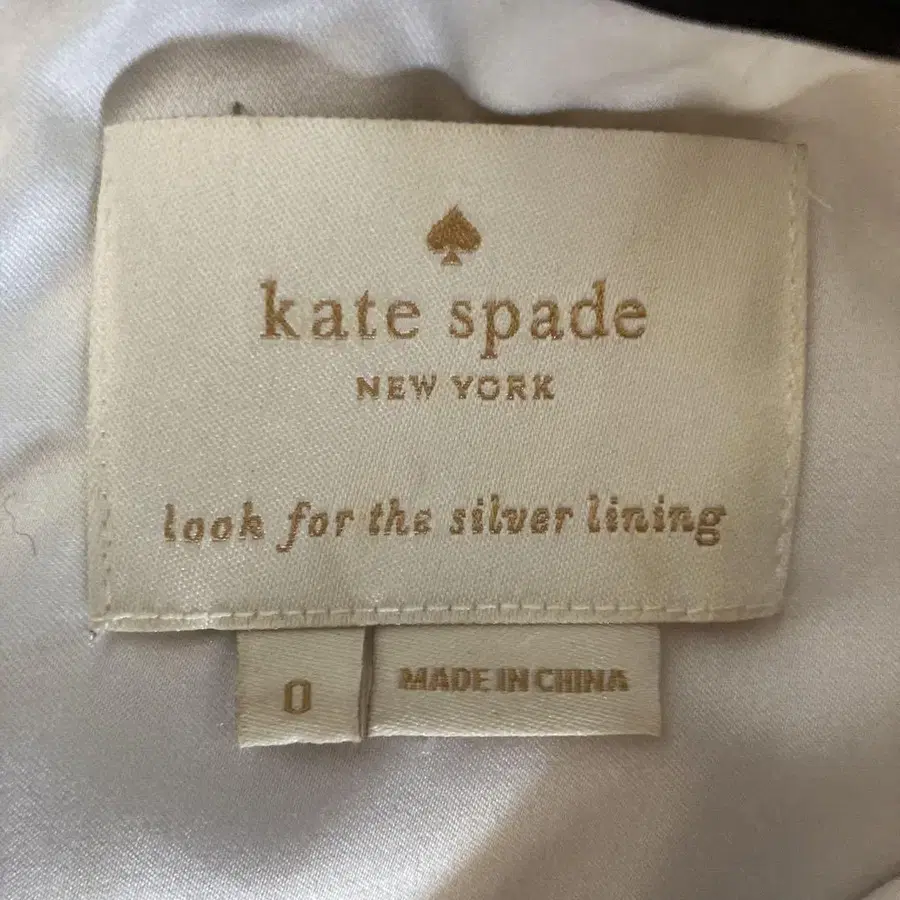 kate spade
NEW YORK
look for the silver lining
0
MADE IN CHINA